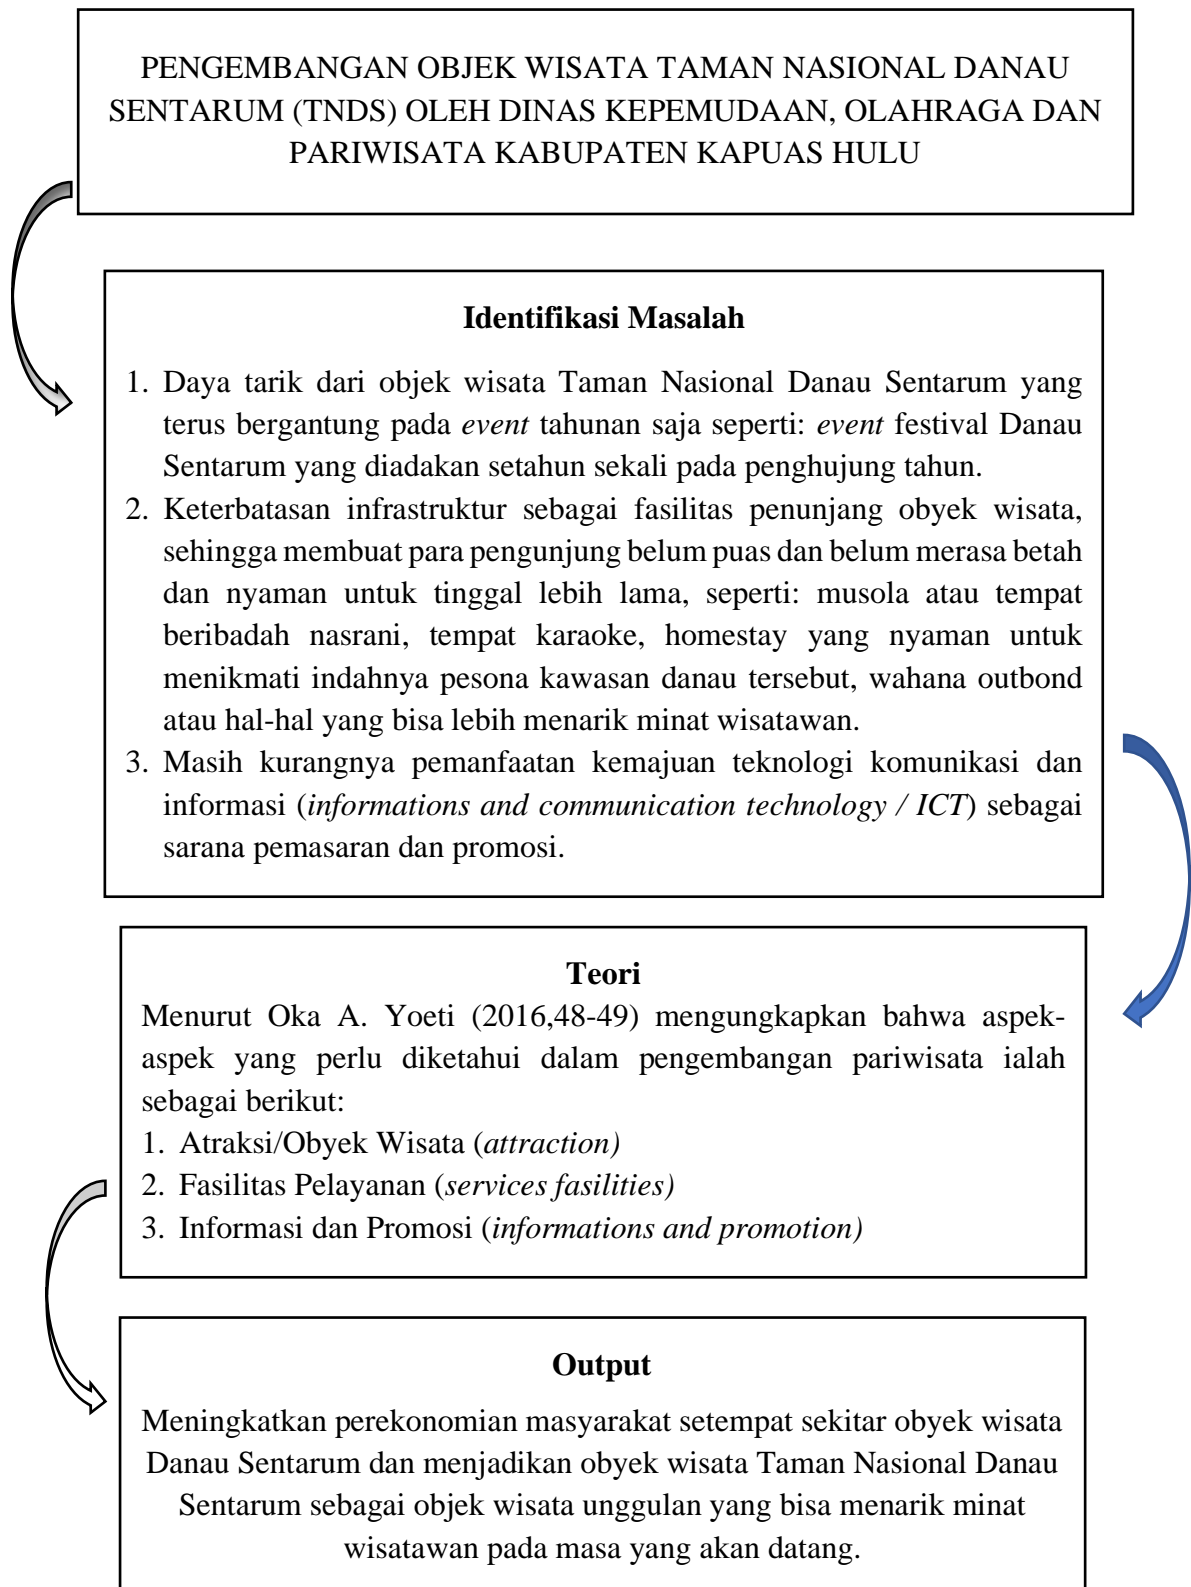 PENGEMBANGAN OBJEK WISATA TAMAN NASIONAL DANAU
SENTARUM (TNDS) OLEH DINAS KEPEMUDAAN, OLAHRAGA DAN
PARIWISATA KABUPATEN KAPUAS HULU
Identifikasi Masalah
1. Daya tarik dari objek wisata Taman Nasional Danau Sentarum yang
terus bergantung pada event tahunan saja seperti: event festival Danau
Sentarum yang diadakan setahun sekali pada penghujung tahun.
2. Keterbatasan infrastruktur sebagai fasilitas penunjang obyek wisata,
sehingga membuat para pengunjung belum puas dan belum merasa betah
dan nyaman untuk tinggal lebih lama, seperti: musola atau tempat
beribadah nasrani, tempat karaoke, homestay yang nyaman untuk
menikmati indahnya pesona kawasan danau tersebut, wahana outbond
atau hal-hal yang bisa lebih menarik minat wisatawan.
3. Masih kurangnya pemanfaatan kemajuan teknologi komunikasi dan
informasi (informations and communication technology / ICT) sebagai
sarana pemasaran dan promosi.
Teori
Menurut Oka A. Yoeti (2016,48-49) mengungkapkan bahwa aspek-
aspek yang perlu diketahui dalam pengembangan pariwisata ialah
sebagai berikut:
1. Atraksi/Obyek Wisata (attraction)
2. Fasilitas Pelayanan (services fasilities)
3. Informasi dan Promosi (informations and promotion)
Output
Meningkatkan perekonomian masyarakat setempat sekitar obyek wisata
Danau Sentarum dan menjadikan obyek wisata Taman Nasional Danau
Sentarum sebagai objek wisata unggulan yang bisa menarik minat
wisatawan pada masa yang akan datang.